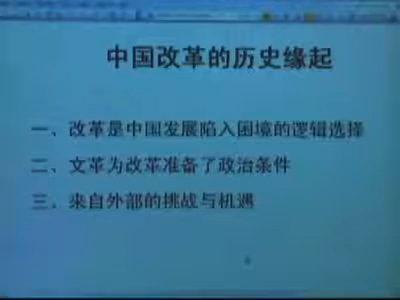 中国改革的历史缘起
一、改革是中国发展陷入困境的逻辑选择
二、文革为改革准备了政治条件
三、来自外部的挑战与机遇